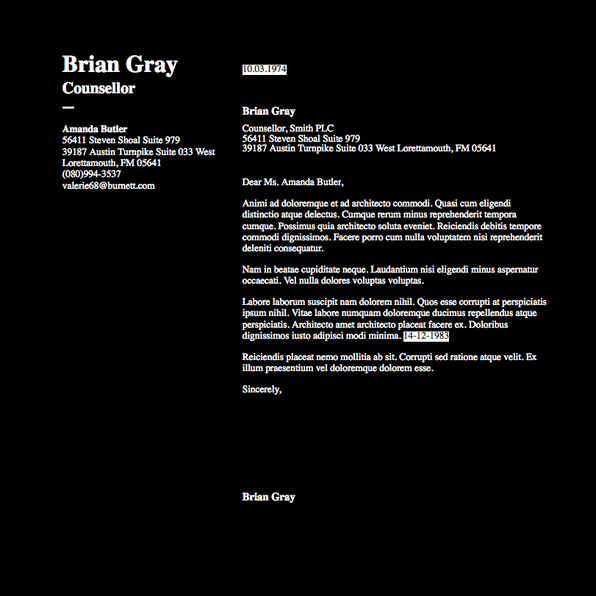 Brian Gray
Counsellor
Amanda Butler
56411 Steven Shoal Suite 979
39187 Austin Turnpike Suite 033 West
Lorettamouth, FM 05641
(080)994-3537
valerie68@burnett.com
10.03.1974
Brian Gray
Counsellor, Smith PLC
56411 Steven Shoal Suite 979
39187 Austin Turnpike Suite 033 West Lorettamouth, FM 05641
Dear Ms. Amanda Butler,
Animi ad doloremque et ad architecto commodi. Quasi cum eligendi
distinctio atque delectus. Cumque rerum minus reprehenderit tempora
cumque. Possimus quia architecto soluta eveniet. Reiciendis debitis tempore
commodi dignissimos. Facere porro cum nulla voluptatem nisi reprehenderit
deleniti consequatur.
Nam in beatae cupiditate neque. Laudantium nisi eligendi minus aspernatur
occaecati. Vel nulla dolores voluptas voluptas.
Labore laborum suscipit nam dolorem nihil. Quos esse corrupti at perspiciatis
ipsum nihil. Vitae labore numquam doloremque ducimus repellendus atque
perspiciatis. Architecto amet architecto placeat facere ex. Doloribus
dignissimos iusto adipisci modi minima. 14-12-1983
Reiciendis placeat nemo mollitia ab sit. Corrupti sed ratione atque velit. Ex
illum praesentium vel doloremque dolorem esse.
Sincerely,
Brian Gray